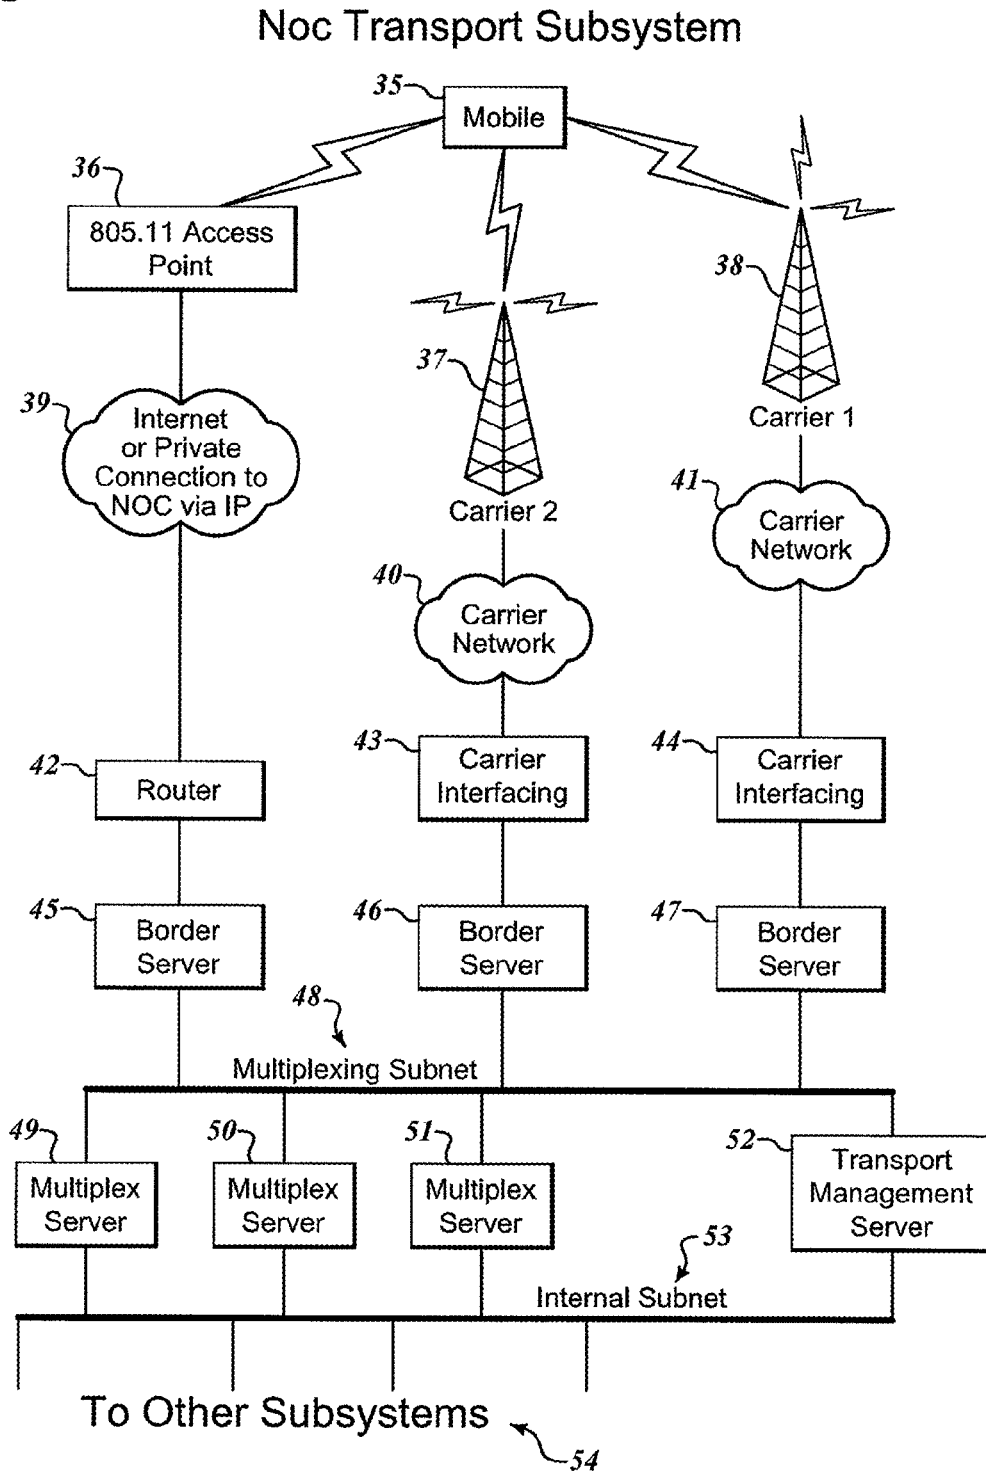 Noc Transport Subsystem
35
Mobile
36
805.11 Access
Point
38
37
39
Internet
or Private
Connection to
NOC via IP
Carrier 1
Carrier 2
41
Carrier
Network
40
Carrier
Network
42
Router
43
Carrier
Interfacing
44
Carrier
Interfacing
45
Border
Server
46
Border
Server
47
Border
Server
48
Multiplexing Subnet
49
Multiplex
Server
50
Multiplex
Server
51
Multiplex
Server
52
Transport
Management
Server
53
Internal Subnet
To Other Subsystems
54